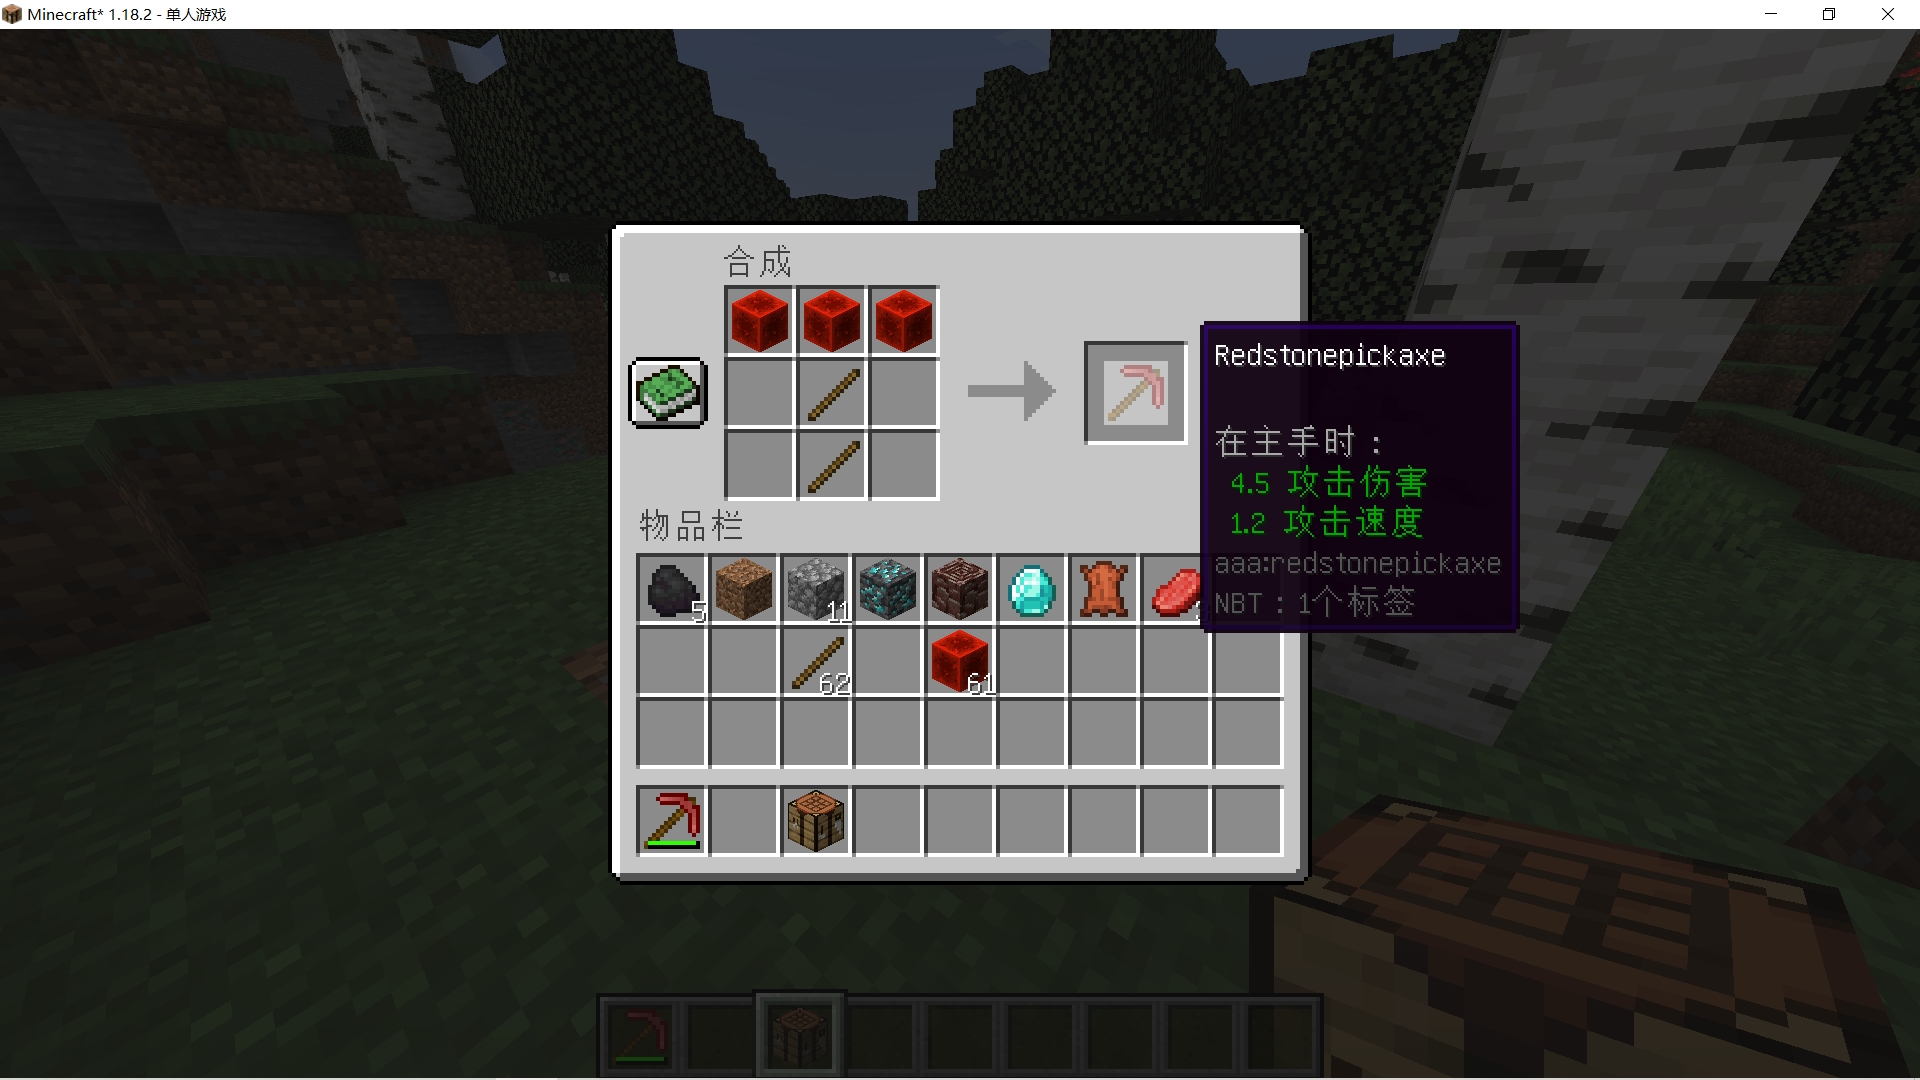 Minecraft* 1.18.2 - 单人游戏
合成
Redstonepickaxe
在主手时：
4.5 攻击伤害
1.2 攻击速度
aaa:redstonepickaxe
NBT：1个标签
物品栏
5
11
62
61